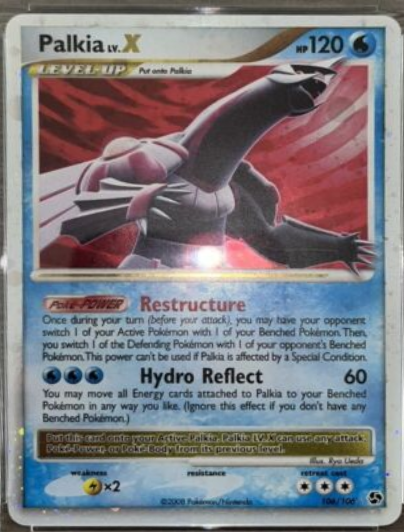 Palkia LV.X HP 120
LEVEL-UP Put onto Palkia
Poké-POWER Restructure
Once during your turn (before your attack), you may have your opponent
switch 1 of your Active Pokémon with 1 of your Benched Pokémon. Then,
you switch 1 of the Defending Pokémon with 1 of your opponent's Benched
Pokémon. This power can't be used if Palkia is affected by a Special Condition.
Hydro Reflect 60
You may move all Energy cards attached to Palkia to your Benched
Pokémon in any way you like. (Ignore this effect if you don't have any
Benched Pokémon.)
Put this card onto your Active Palkia. Palkia LV.X can use any attack,
Poké-Power, or Poké-Body from its previous level.
Illus. Ryo Ueda
weakness resistance retreat cost
×2
©2008 Pokémon/Nintendo 106/106